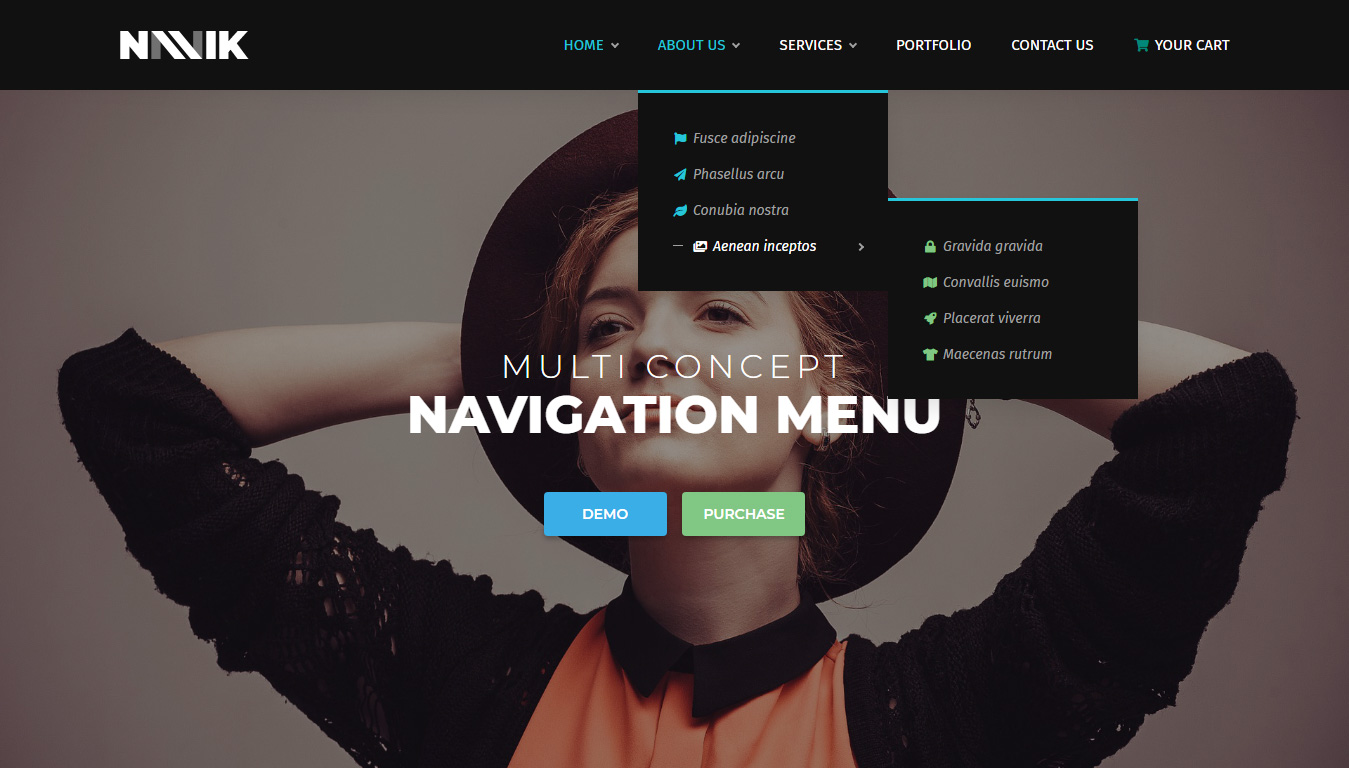 HOME
ABOUT US
SERVICES
PORTFOLIO
CONTACT US
YOUR CART
Fusce adipiscine
Phasellus arcu
Conubia nostra
Aenean inceptos
Gravida gravida
Convallis euismo
Placerat viverra
Maecenas rutrum
MULTI CONCEPT
NAVIGATION MENU
DEMO
PURCHASE